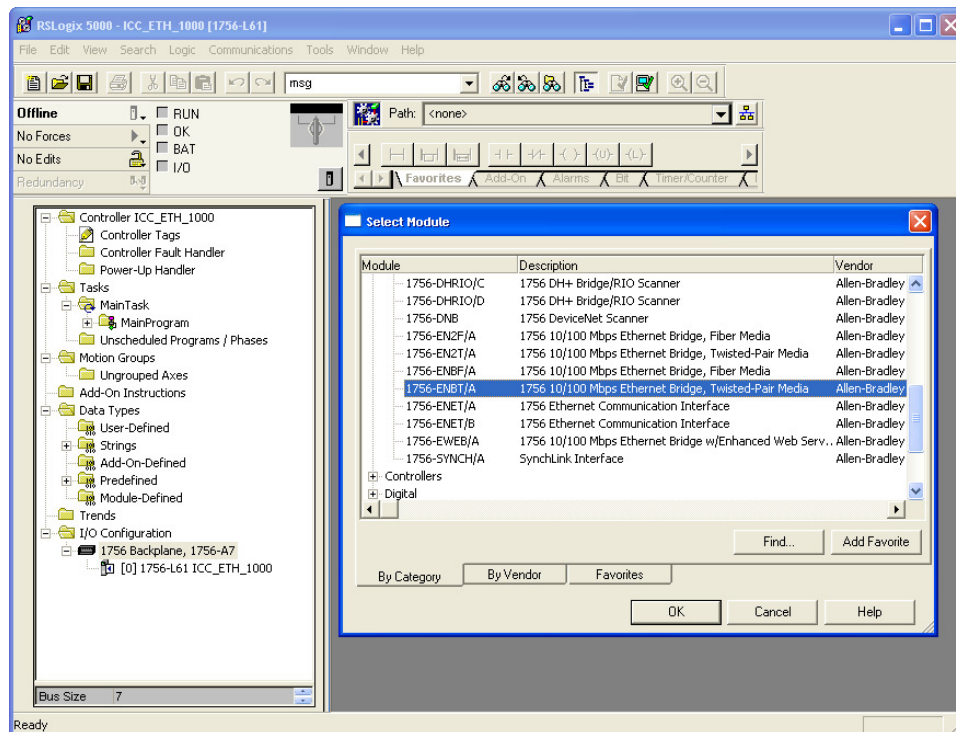 RSLogix 5000 - ICC_ETH_1000 [1756-L61]
File Edit View Search Logic Communications Tools Window Help
msg
Offline
RUN
No Forces
OK
No Edits
BAT
Redundancy
I/O
Path: <none>
Favorites Add-On Alarms Bit Timer/Counter
Controller ICC_ETH_1000
Controller Tags
Controller Fault Handler
Power-Up Handler
Tasks
MainTask
MainProgram
Unscheduled Programs / Phases
Motion Groups
Ungrouped Axes
Add-On Instructions
Data Types
User-Defined
Strings
Add-On-Defined
Predefined
Module-Defined
Trends
I/O Configuration
1756 Backplane, 1756-A7
[0] 1756-L61 ICC_ETH_1000
Bus Size 7
Ready
Select Module
Module Description Vendor
1756-DHRIO/C 1756 DH+ Bridge/RIO Scanner Allen-Bradley
1756-DHRIO/D 1756 DH+ Bridge/RIO Scanner Allen-Bradley
1756-DNB 1756 DeviceNet Scanner Allen-Bradley
1756-EN2F/A 1756 10/100 Mbps Ethernet Bridge, Fiber Media Allen-Bradley
1756-EN2T/A 1756 10/100 Mbps Ethernet Bridge, Twisted-Pair Media Allen-Bradley
1756-ENBF/A 1756 10/100 Mbps Ethernet Bridge, Fiber Media Allen-Bradley
1756-ENBT/A 1756 10/100 Mbps Ethernet Bridge, Twisted-Pair Media Allen-Bradley
1756-ENET/A 1756 Ethernet Communication Interface Allen-Bradley
1756-ENET/B 1756 Ethernet Communication Interface Allen-Bradley
1756-EWEB/A 1756 10/100 Mbps Ethernet Bridge w/Enhanced Web Serv... Allen-Bradley
1756-SYNCH/A SynchLink Interface Allen-Bradley
Controllers
Digital
Find... Add Favorite
By Category By Vendor Favorites
OK Cancel Help